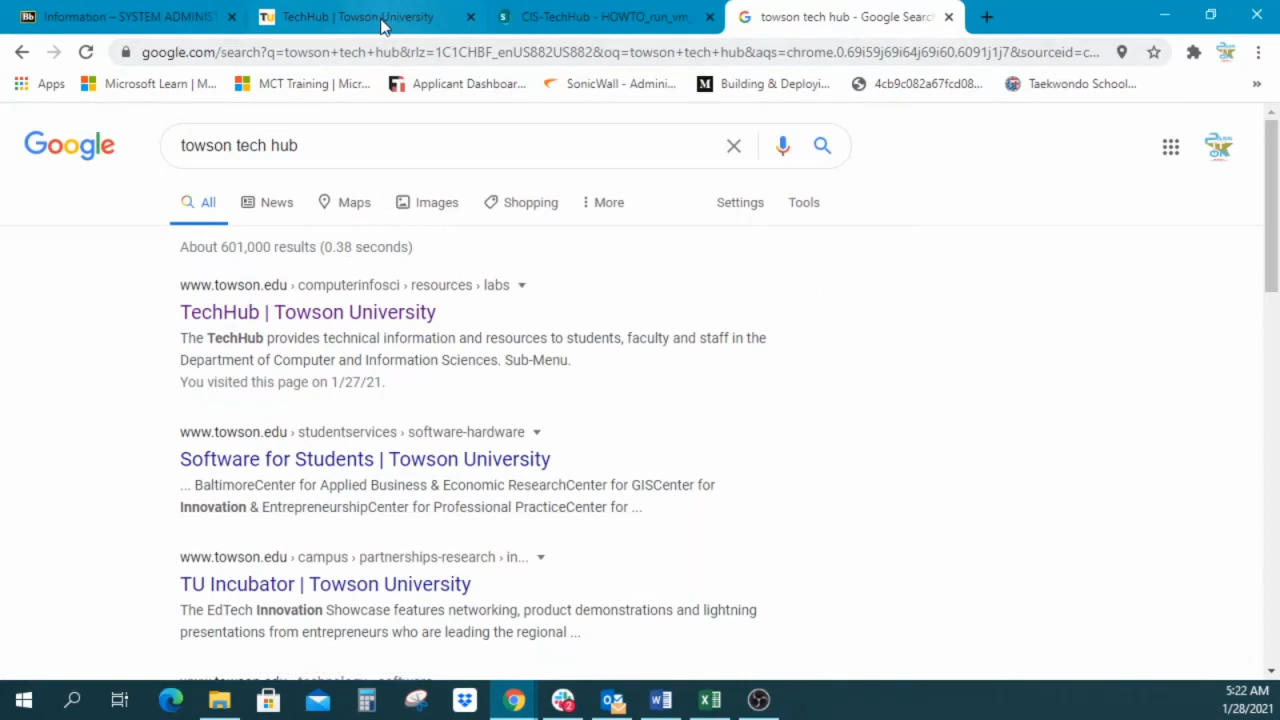 Bb Information – SYSTEM ADMINIST
TU TechHub | Towson University
CIS-TechHub - HOWTO_run_vm_
towson tech hub - Google Search
google.com/search?q=towson+tech+hub&rlz=1C1CHBF_enUS882US882&oq=towson+tech+hub&aqs=chrome.0.69i59j69i64j69i60.6091j1j7&sourceid=c...
Apps
Microsoft Learn | M...
MCT Training | Micr...
Applicant Dashboar...
SonicWall - Admini...
Building & Deployi...
4cb9c082a67fcd08...
Taekwondo School...
»
Google
towson tech hub
All
News
Maps
Images
Shopping
More
Settings
Tools
About 601,000 results (0.38 seconds)
www.towson.edu › computerinfosci › resources › labs
TechHub | Towson University
The TechHub provides technical information and resources to students, faculty and staff in the
Department of Computer and Information Sciences. Sub-Menu.
You visited this page on 1/27/21.
www.towson.edu › studentservices › software-hardware
Software for Students | Towson University
... BaltimoreCenter for Applied Business & Economic ResearchCenter for GISCenter for
Innovation & EntrepreneurshipCenter for Professional PracticeCenter for ...
www.towson.edu › campus › partnerships-research › in...
TU Incubator | Towson University
The EdTech Innovation Showcase features networking, product demonstrations and lightning
presentations from entrepreneurs who are leading the regional ...
www.towson.edu › technology › software
5:22 AM
1/28/2021